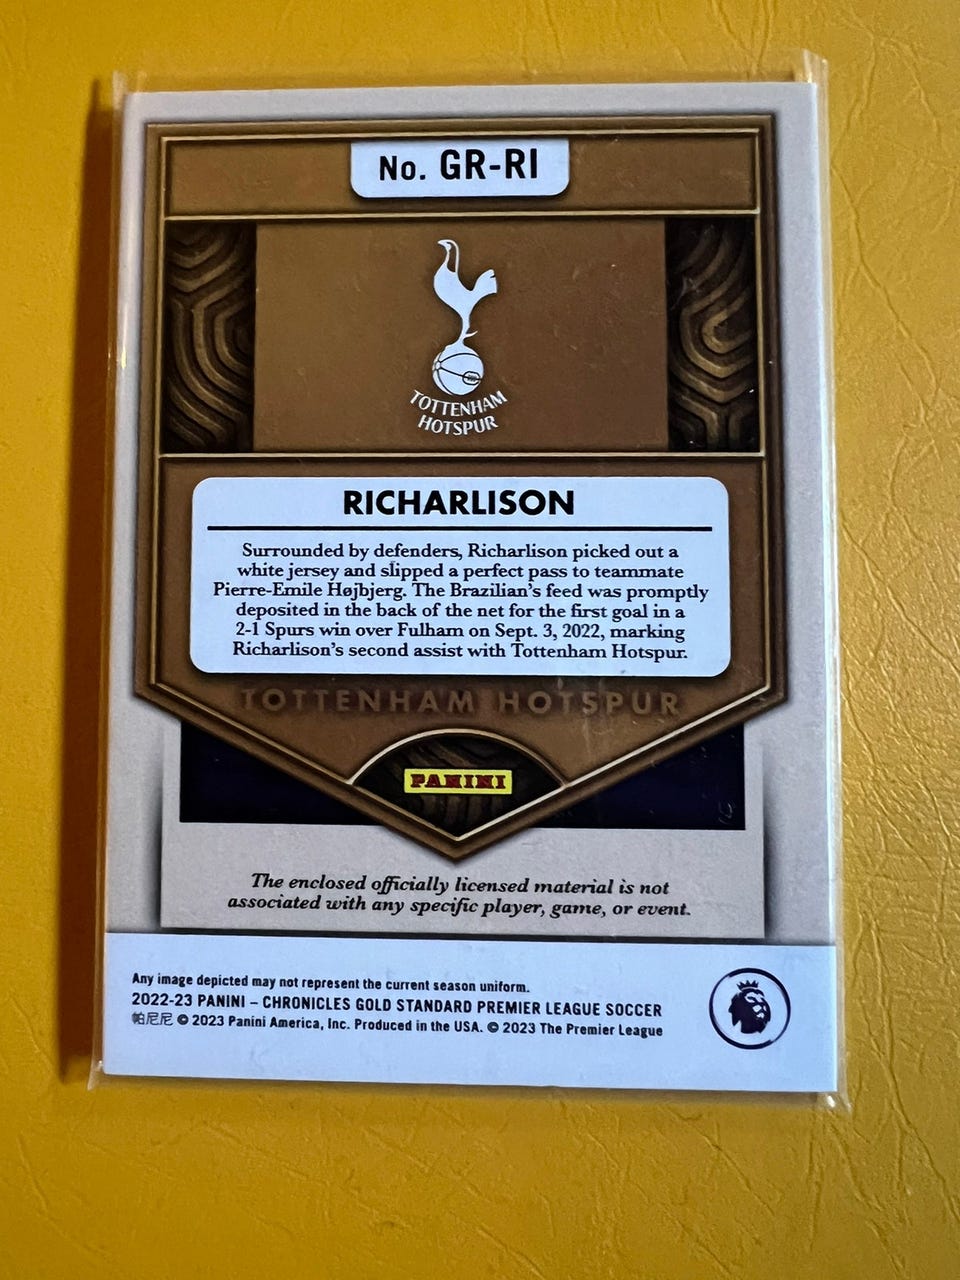 No. GR-RI
TOTTENHAM
HOTSPUR
RICHARLISON
Surrounded by defenders, Richarlison picked out a
white jersey and slipped a perfect pass to teammate
Pierre-Emile Højbjerg. The Brazilian's feed was promptly
deposited in the back of the net for the first goal in a
2-1 Spurs win over Fulham on Sept. 3, 2022, marking
Richarlison's second assist with Tottenham Hotspur.
TOTTENHAM HOTSPUR
PANINI
The enclosed officially licensed material is not
associated with any specific player, game, or event.
Any image depicted may not represent the current season uniform.
2022-23 PANINI – CHRONICLES GOLD STANDARD PREMIER LEAGUE SOCCER
帕尼尼 © 2023 Panini America, Inc. Produced in the USA. © 2023 The Premier League